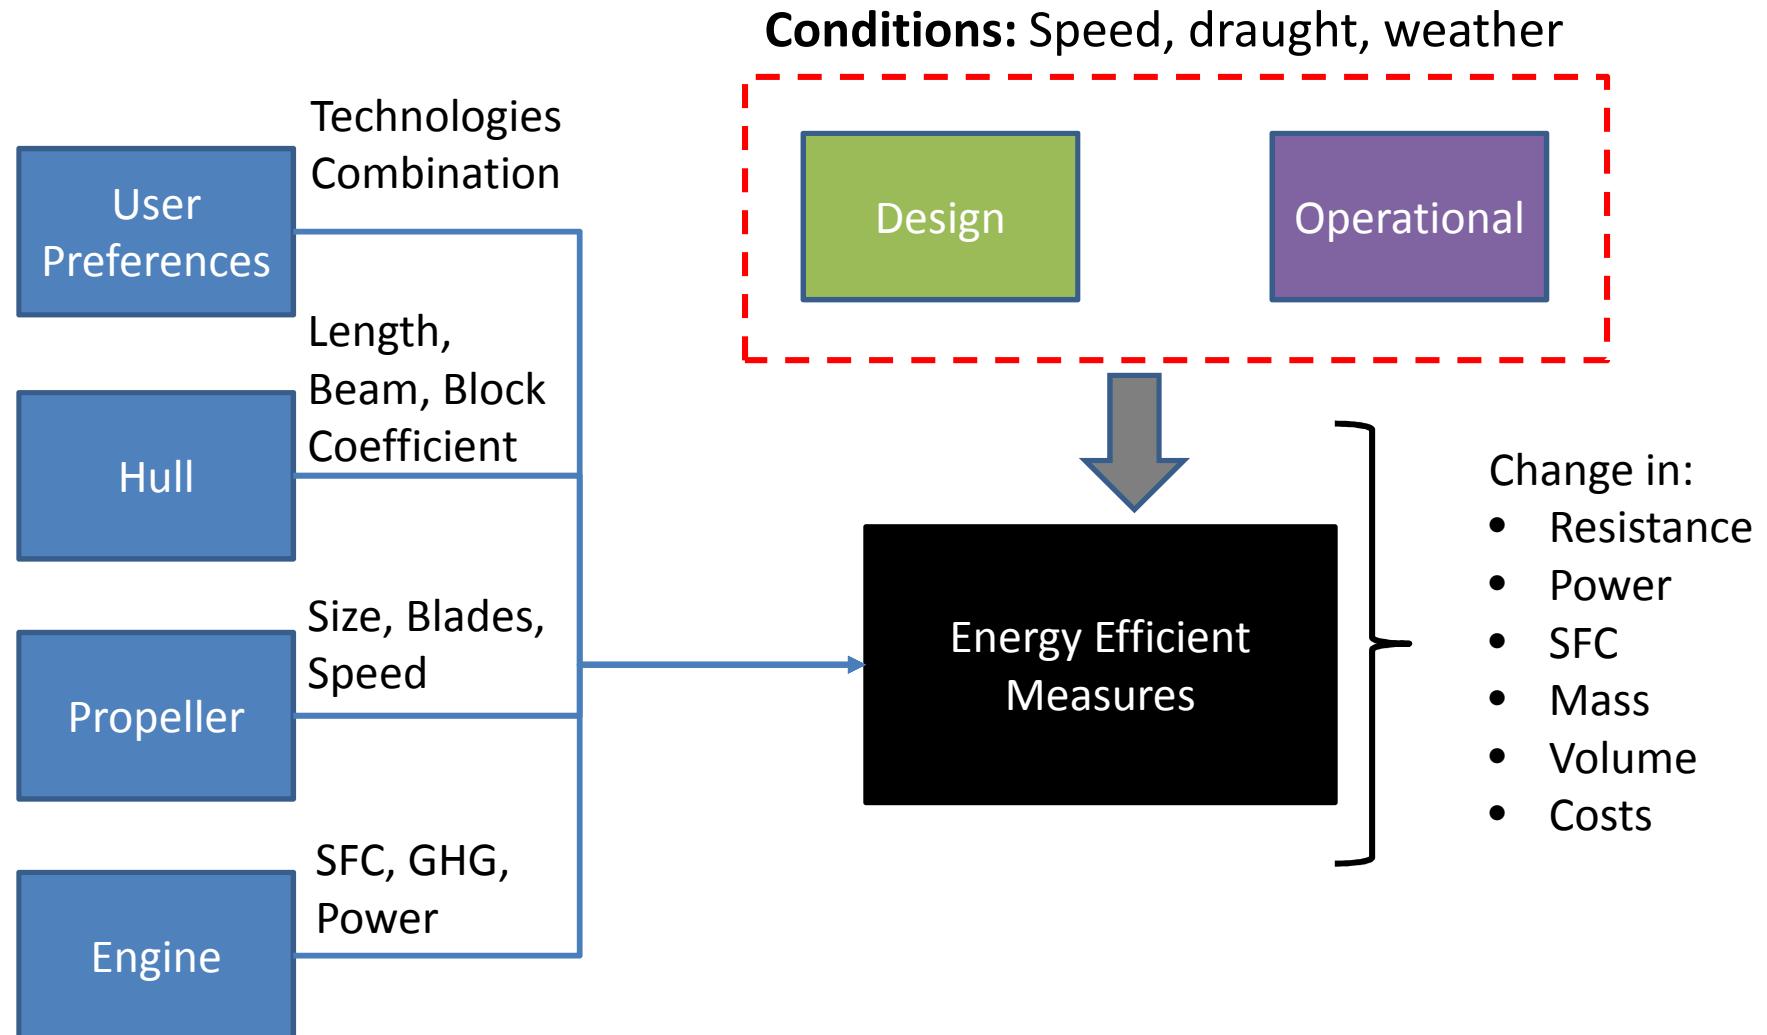 Conditions: Speed, draught, weather
Technologies
Combination
User
Preferences
Design
Operational
Length,
Beam, Block
Coefficient
Hull
Change in:
• Resistance
• Power
• SFC
• Mass
• Volume
• Costs
Size, Blades,
Speed
Propeller
Energy Efficient
Measures
SFC, GHG,
Power
Engine